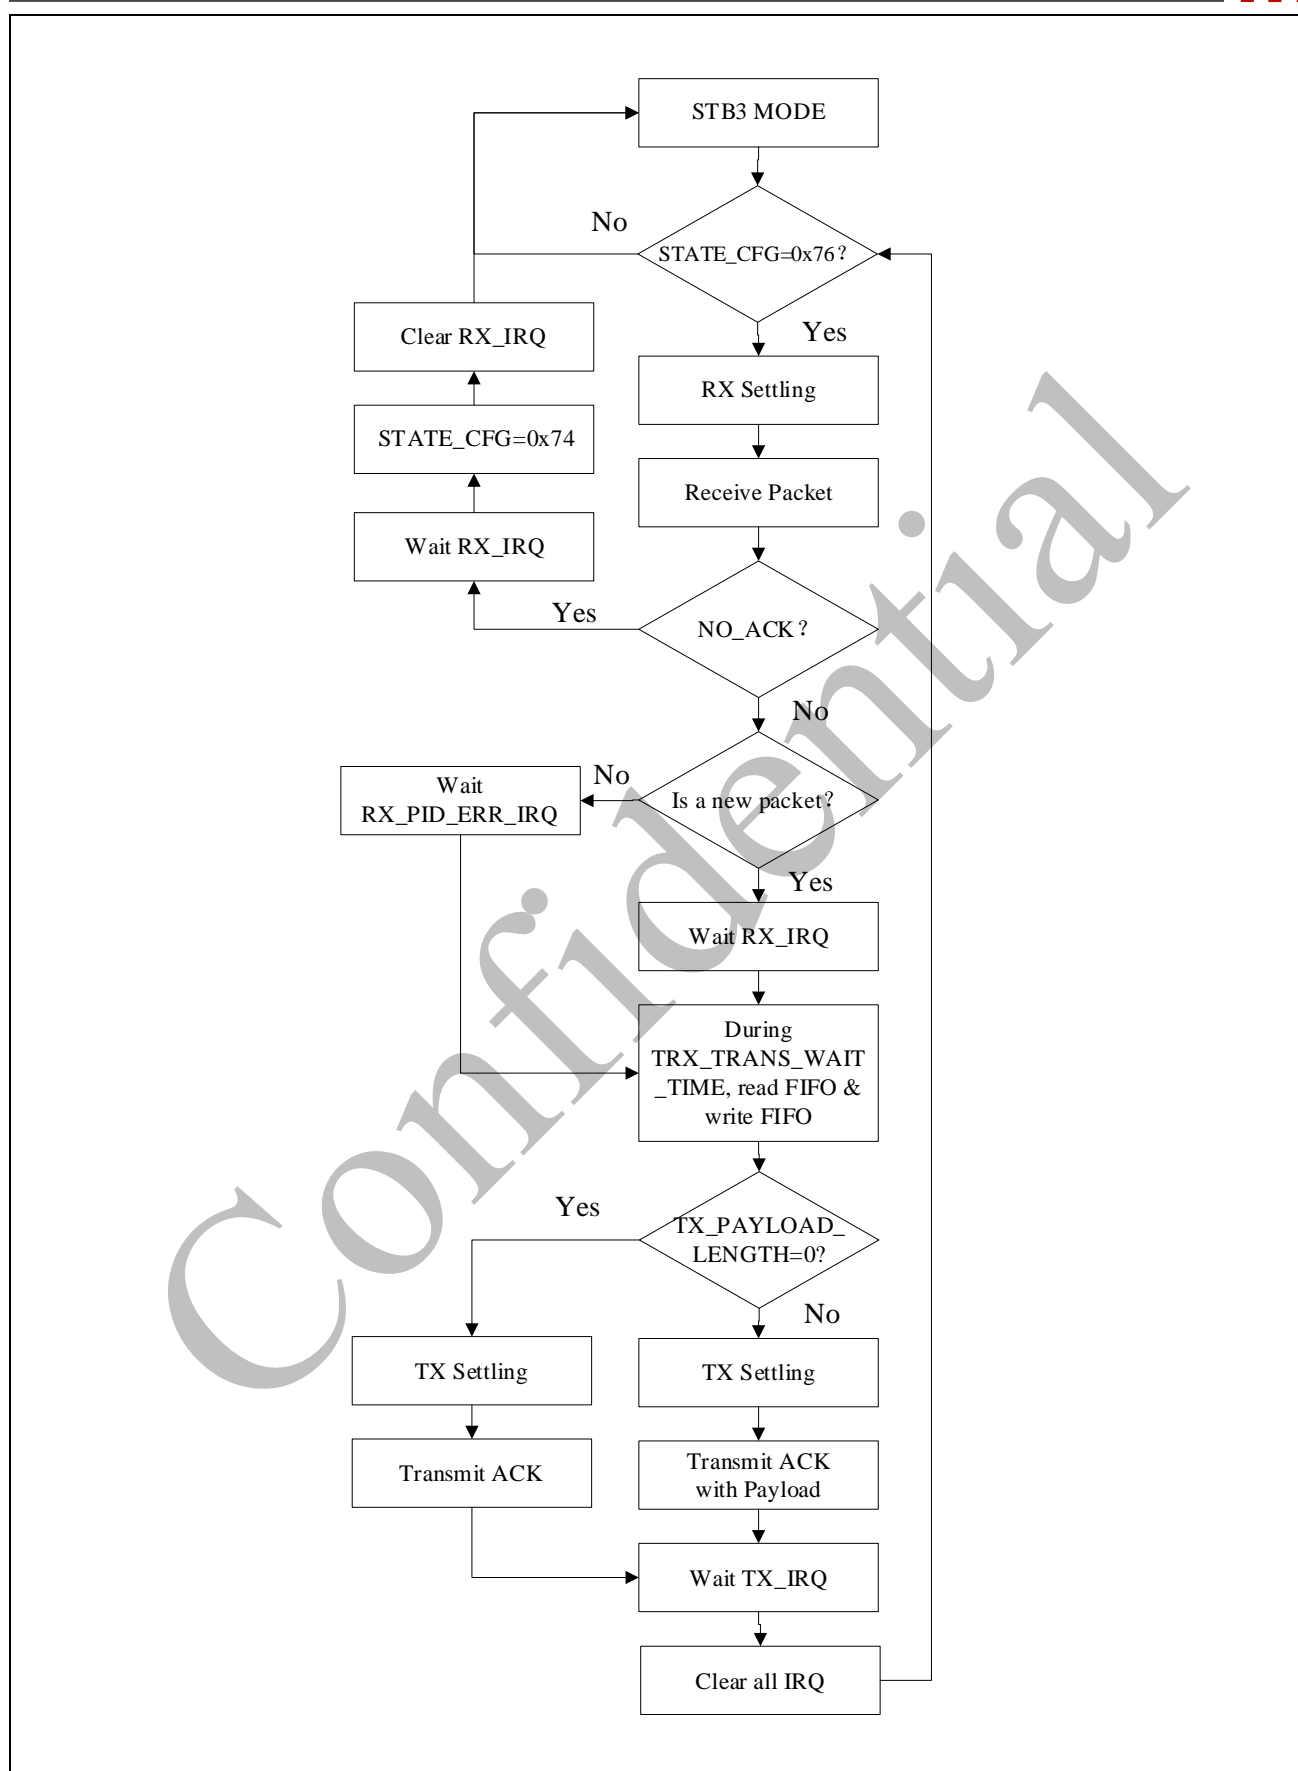 STB3 MODE
No
STATE_CFG=0x76？
Yes
Clear RX_IRQ
RX Settling
STATE_CFG=0x74
Receive Packet
Wait RX_IRQ
Yes
NO_ACK？
No
Wait
RX_PID_ERR_IRQ
No
Is a new packet？
Yes
Wait RX_IRQ
During
TRX_TRANS_WAIT
_TIME, read FIFO &
write FIFO
Yes
TX_PAYLOAD_
LENGTH=0?
No
TX Settling
TX Settling
Transmit ACK
Transmit ACK
with Payload
Wait TX_IRQ
Clear all IRQ
Confidential